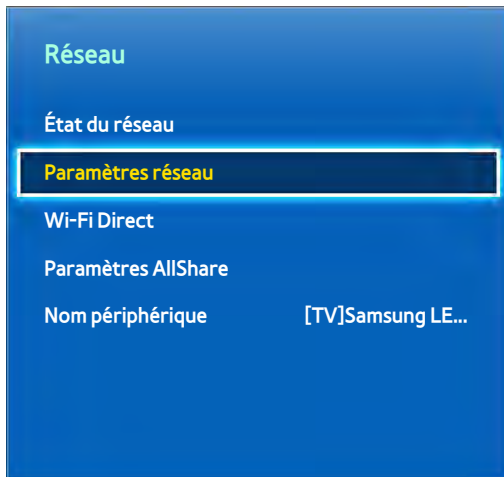 Réseau
État du réseau
Paramètres réseau
Wi-Fi Direct
Paramètres AllShare
Nom périphérique [TV]Samsung LE...